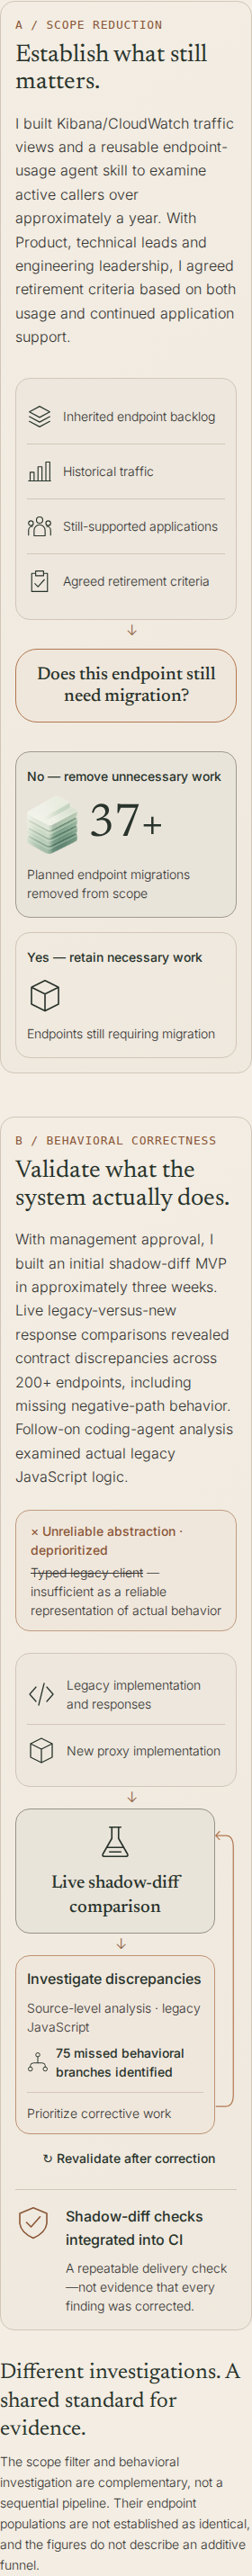 A / SCOPE REDUCTION
Establish what still
matters.
I built Kibana/CloudWatch traffic
views and a reusable endpoint-
usage agent skill to examine
active callers over
approximately a year. With
Product, technical leads and
engineering leadership, I agreed
retirement criteria based on both
usage and continued application
support.
Inherited endpoint backlog
Historical traffic
Still-supported applications
Agreed retirement criteria
↓
Does this endpoint still
need migration?
No — remove unnecessary work
37+
Planned endpoint migrations
removed from scope
Yes — retain necessary work
Endpoints still requiring migration
B / BEHAVIORAL CORRECTNESS
Validate what the
system actually does.
With management approval, I
built an initial shadow-diff MVP
in approximately three weeks.
Live legacy-versus-new
response comparisons revealed
contract discrepancies across
200+ endpoints, including
missing negative-path behavior.
Follow-on coding-agent analysis
examined actual legacy
JavaScript logic.
× Unreliable abstraction ·
deprioritized
Typed legacy client —
insufficient as a reliable
representation of actual behavior
Legacy implementation
and responses
New proxy implementation
↓
Live shadow-diff
comparison
↓
Investigate discrepancies
Source-level analysis · legacy
JavaScript
75 missed behavioral
branches identified
Prioritize corrective work
↻ Revalidate after correction
Shadow-diff checks
integrated into CI
A repeatable delivery check
—not evidence that every
finding was corrected.
Different investigations. A
shared standard for
evidence.
The scope filter and behavioral
investigation are complementary, not a
sequential pipeline. Their endpoint
populations are not established as identical,
and the figures do not describe an additive
funnel.